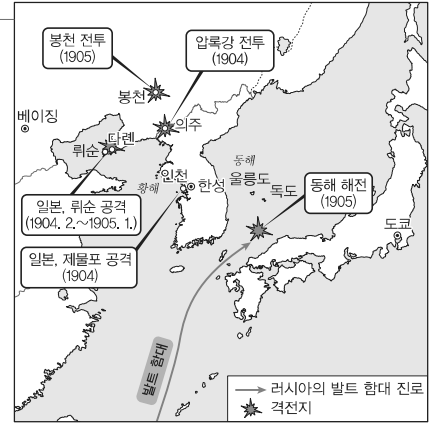 봉천 전투
(1905)
압록강 전투
(1904)
봉천
베이징
의주
다롄
뤼순
동해
인천
한성
울릉도
황해
독도
동해 해전
(1905)
일본, 뤼순 공격
(1904. 2.～1905. 1.)
도쿄
일본, 제물포 공격
(1904)
발트 함대
러시아의 발트 함대 진로
격전지